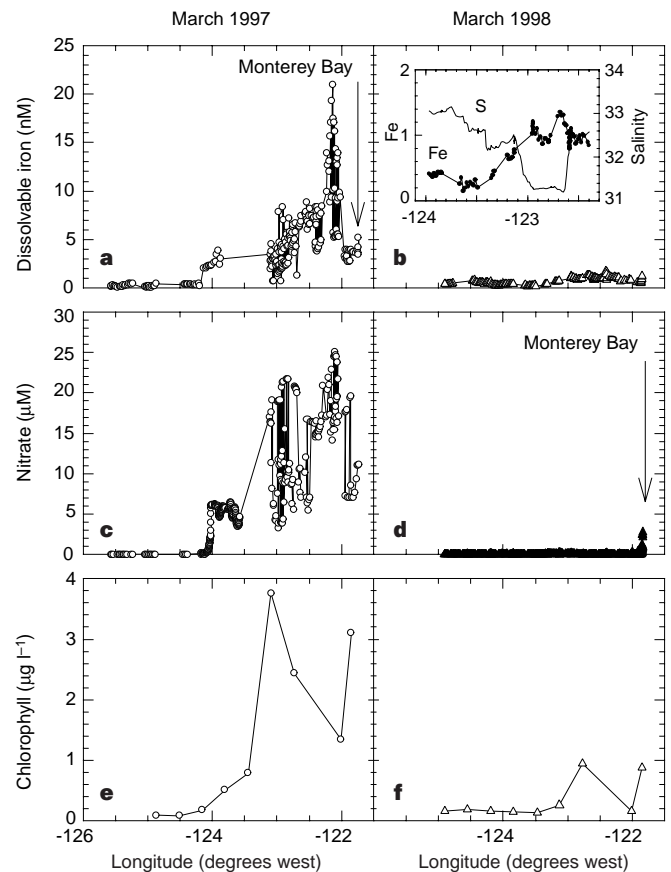 March 1997
March 1998
Dissolvable iron (nM)
25
20
15
10
5
0
Monterey Bay
a
2
1
0
Fe
S
Fe
34
33
32
31
Salinity
-124
-123
b
Nitrate (µM)
30
25
20
15
10
5
0
c
Monterey Bay
d
Chlorophyll (µg l–1)
4
3
2
1
0
e
f
-126
-124
-122
-124
-122
Longitude (degrees west)
Longitude (degrees west)